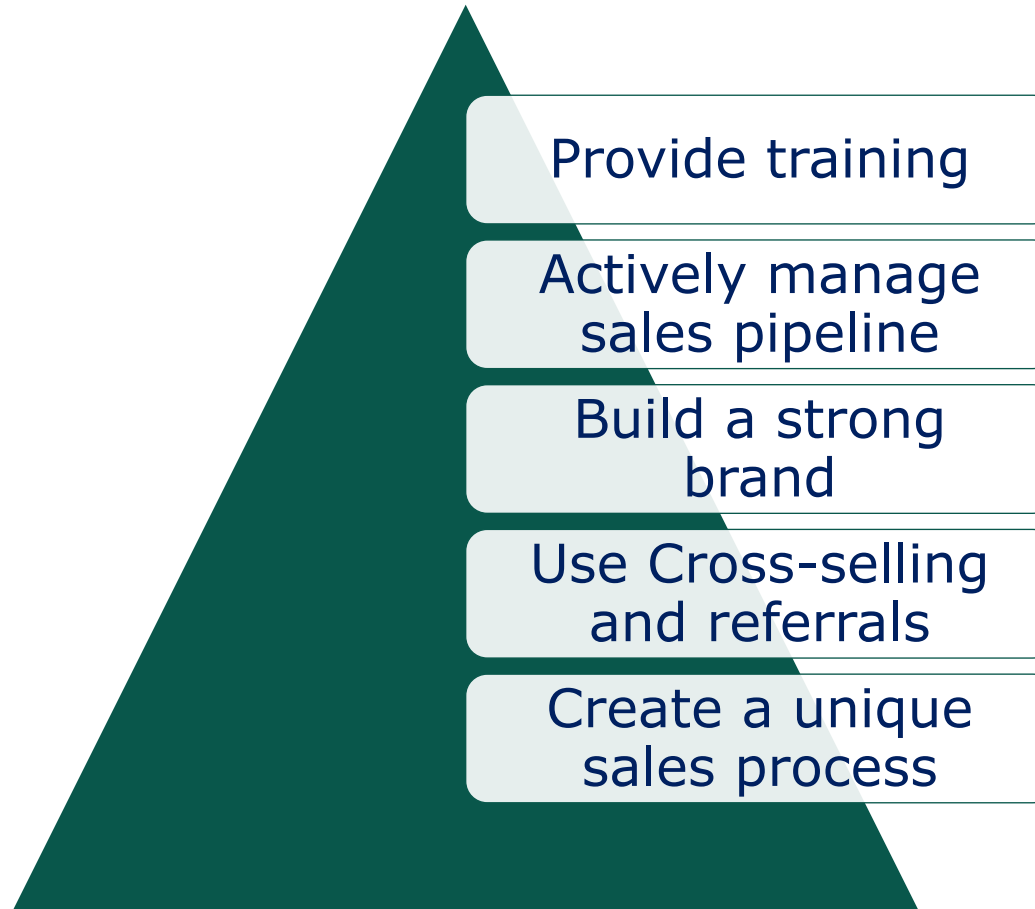 Provide training
Actively manage
sales pipeline
Build a strong
brand
Use Cross-selling
and referrals
Create a unique
sales process